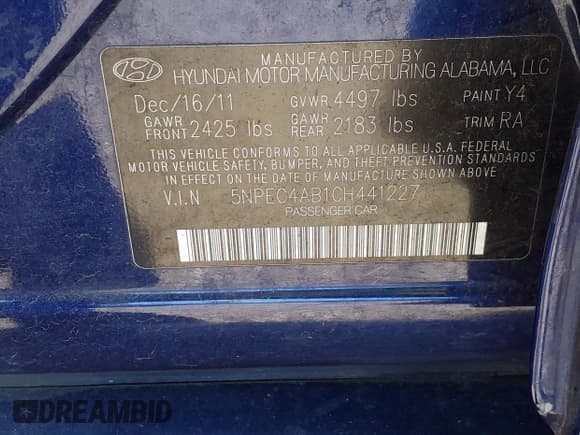 MANUFACTURED BY
HYUNDAI MOTOR MANUFACTURING ALABAMA, LLC
Dec/16/11 GVWR 4497 lbs PAINT Y4
GAWR FRONT 2425 lbs GAWR REAR 2183 lbs TRIM RA
THIS VEHICLE CONFORMS TO ALL APPLICABLE U.S.A. FEDERAL
MOTOR VEHICLE SAFETY, BUMPER, AND THEFT PREVENTION STANDARDS
IN EFFECT ON THE DATE OF MANUFACTURE SHOWN ABOVE.
V.I.N 5NPEC4AB1CH441227
PASSENGER CAR
DREAMBID